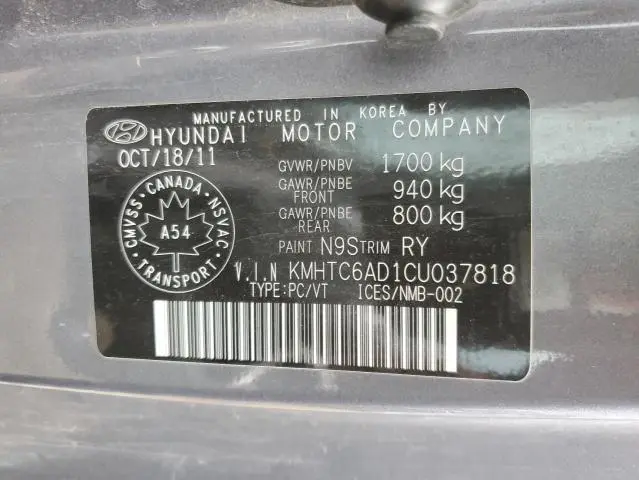 MANUFACTURED IN KOREA BY
HYUNDAI MOTOR COMPANY
OCT/18/11
GVWR/PNBV 1700 kg
GAWR/PNBE FRONT 940 kg
GAWR/PNBE REAR 800 kg
PAINT N9S TRIM RY
CANADA
CMVSS · NSVAC
A54
TRANSPORT
V.I.N KMHTC6AD1CU037818
TYPE:PC/VT ICES/NMB-002